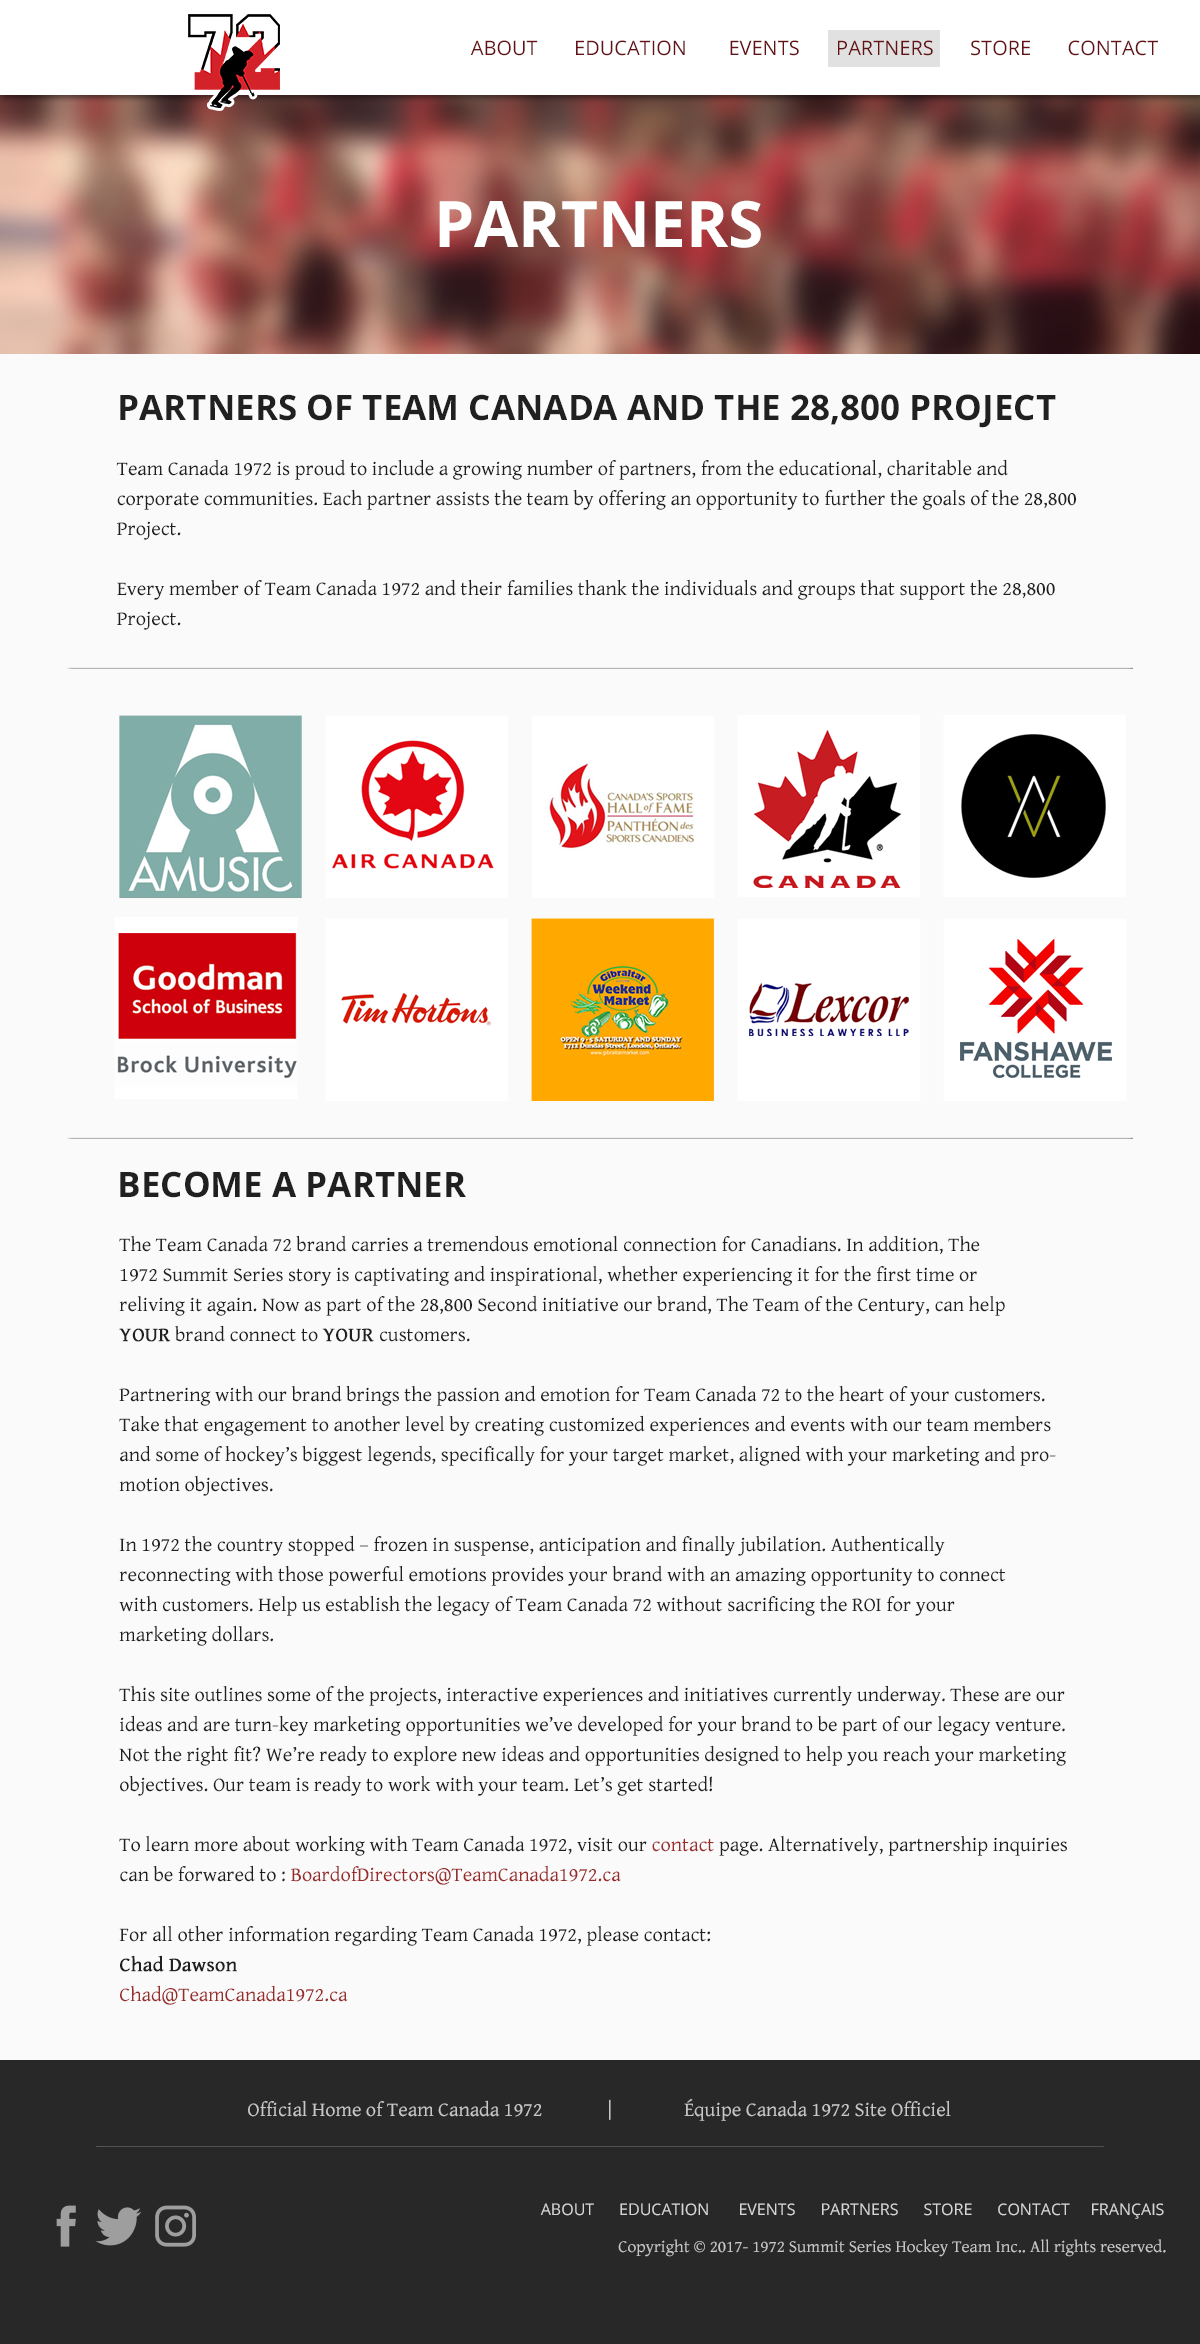 72
ABOUT EDUCATION EVENTS PARTNERS STORE CONTACT
PARTNERS
PARTNERS OF TEAM CANADA AND THE 28,800 PROJECT
Team Canada 1972 is proud to include a growing number of partners, from the educational, charitable and
corporate communities. Each partner assists the team by offering an opportunity to further the goals of the 28,800
Project.
Every member of Team Canada 1972 and their families thank the individuals and groups that support the 28,800
Project.
AMUSIC
AIR CANADA
CANADA'S SPORTS
HALL of FAME
PANTHÉON des
SPORTS CANADIENS
®
CANADA
Goodman
School of Business
Brock University
Tim Hortons®
Gibraltar
Weekend
Market
OPEN 9-5 SATURDAY AND SUNDAY
1712 Dundas Street, London, Ontario.
www.gibraltarmarket.com
Lexcor
BUSINESS LAWYERS LLP
FANSHAWE
COLLEGE
BECOME A PARTNER
The Team Canada 72 brand carries a tremendous emotional connection for Canadians. In addition, The
1972 Summit Series story is captivating and inspirational, whether experiencing it for the first time or
reliving it again. Now as part of the 28,800 Second initiative our brand, The Team of the Century, can help
YOUR brand connect to YOUR customers.
Partnering with our brand brings the passion and emotion for Team Canada 72 to the heart of your customers.
Take that engagement to another level by creating customized experiences and events with our team members
and some of hockey's biggest legends, specifically for your target market, aligned with your marketing and pro-
motion objectives.
In 1972 the country stopped – frozen in suspense, anticipation and finally jubilation. Authentically
reconnecting with those powerful emotions provides your brand with an amazing opportunity to connect
with customers. Help us establish the legacy of Team Canada 72 without sacrificing the ROI for your
marketing dollars.
This site outlines some of the projects, interactive experiences and initiatives currently underway. These are our
ideas and are turn-key marketing opportunities we've developed for your brand to be part of our legacy venture.
Not the right fit? We're ready to explore new ideas and opportunities designed to help you reach your marketing
objectives. Our team is ready to work with your team. Let's get started!
To learn more about working with Team Canada 1972, visit our contact page. Alternatively, partnership inquiries
can be forwared to : BoardofDirectors@TeamCanada1972.ca
For all other information regarding Team Canada 1972, please contact:
Chad Dawson
Chad@TeamCanada1972.ca
Official Home of Team Canada 1972 | Équipe Canada 1972 Site Officiel
ABOUT EDUCATION EVENTS PARTNERS STORE CONTACT FRANÇAIS
Copyright © 2017- 1972 Summit Series Hockey Team Inc.. All rights reserved.